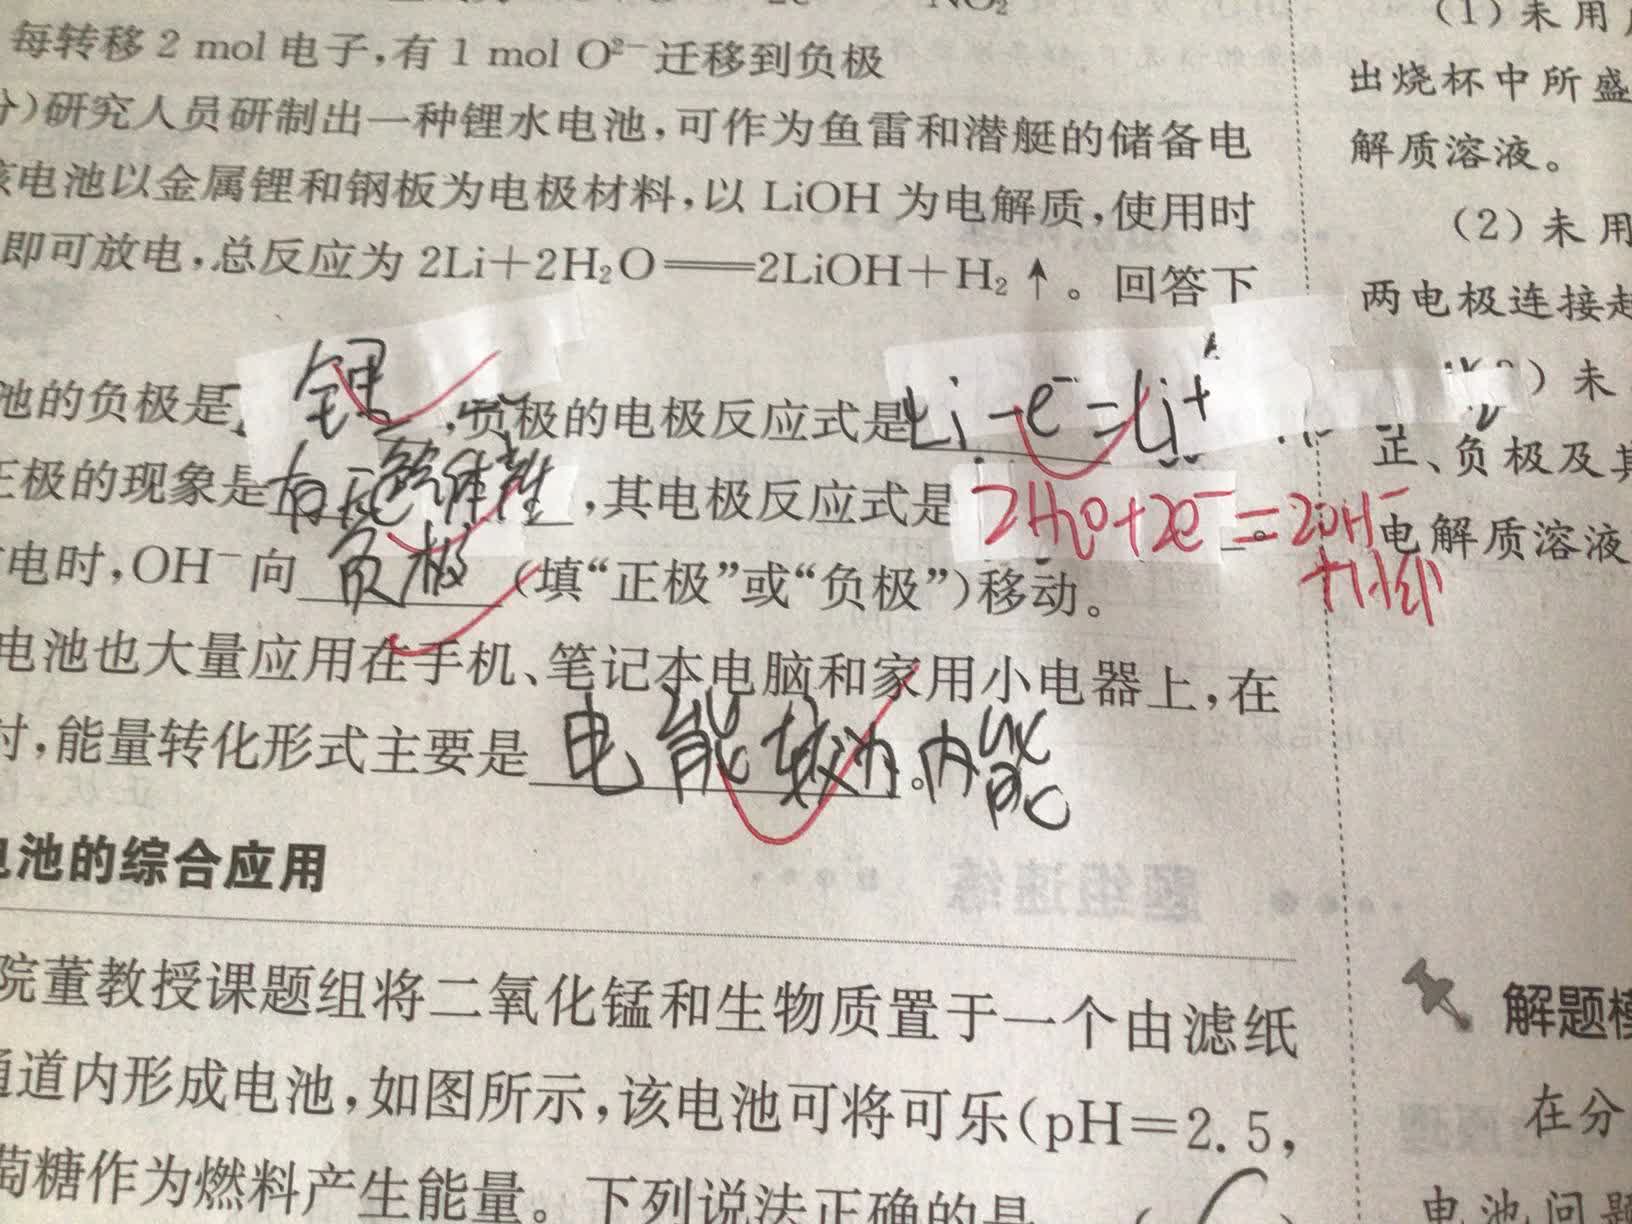 每转移 2 mol 电子,有 1 mol O²⁻ 迁移到负极
分)研究人员研制出一种锂水电池,可作为鱼雷和潜艇的储备电
该电池以金属锂和钢板为电极材料,以 LiOH 为电解质,使用时
即可放电,总反应为 2Li+2H₂O══2LiOH+H₂↑。回答下
池的负极是 锂 ,负极的电极反应式是 Li-e⁻=Li⁺
正极的现象是 有 气体产生 ,其电极反应式是 2H₂O+2e⁻=2OH⁻
+H₂↑
电时,OH⁻ 向 负极 (填“正极”或“负极”)移动。
电池也大量应用在手机、笔记本电脑和家用小电器上,在
时,能量转化形式主要是 电能 为 。内能
电池的综合应用
院董教授课题组将二氧化锰和生物质置于一个由滤纸
通道内形成电池,如图所示,该电池可将可乐(pH=2.5,
萄糖作为燃料产生能量。下列说法正确的是 (
(1)未用
出烧杯中所盛
解质溶液。
(2)未用
两电极连接起
)未
正、负极及其
电解质溶液
题组速练
解题模
在分
电池问题